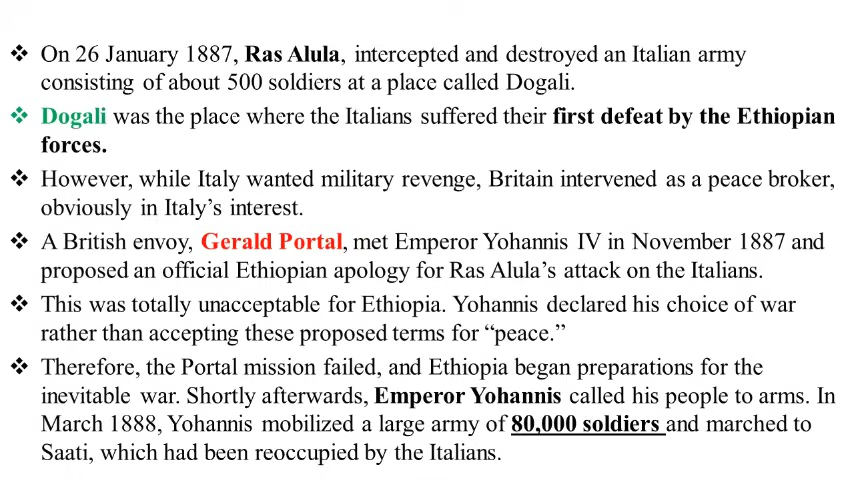 ❖ On 26 January 1887, Ras Alula, intercepted and destroyed an Italian army
consisting of about 500 soldiers at a place called Dogali.
❖ Dogali was the place where the Italians suffered their first defeat by the Ethiopian
forces.
❖ However, while Italy wanted military revenge, Britain intervened as a peace broker,
obviously in Italy’s interest.
❖ A British envoy, Gerald Portal, met Emperor Yohannis IV in November 1887 and
proposed an official Ethiopian apology for Ras Alula’s attack on the Italians.
❖ This was totally unacceptable for Ethiopia. Yohannis declared his choice of war
rather than accepting these proposed terms for “peace.”
❖ Therefore, the Portal mission failed, and Ethiopia began preparations for the
inevitable war. Shortly afterwards, Emperor Yohannis called his people to arms. In
March 1888, Yohannis mobilized a large army of 80,000 soldiers and marched to
Saati, which had been reoccupied by the Italians.